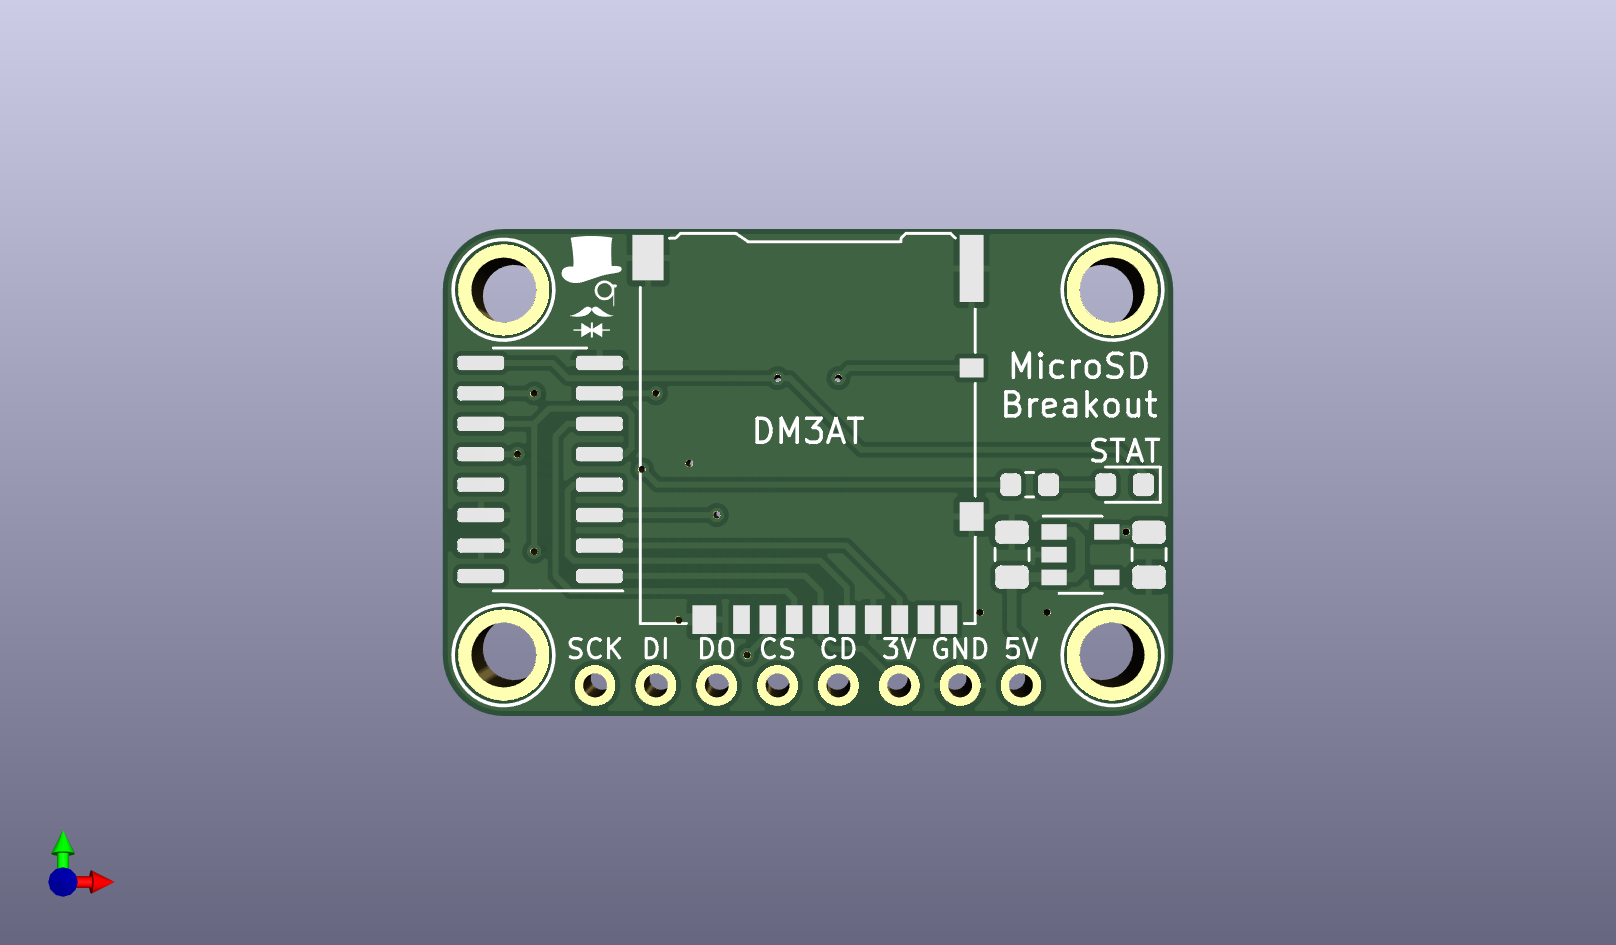 MicroSD
Breakout
DM3AT
STAT
SCK DI DO CS CD 3V GND 5V